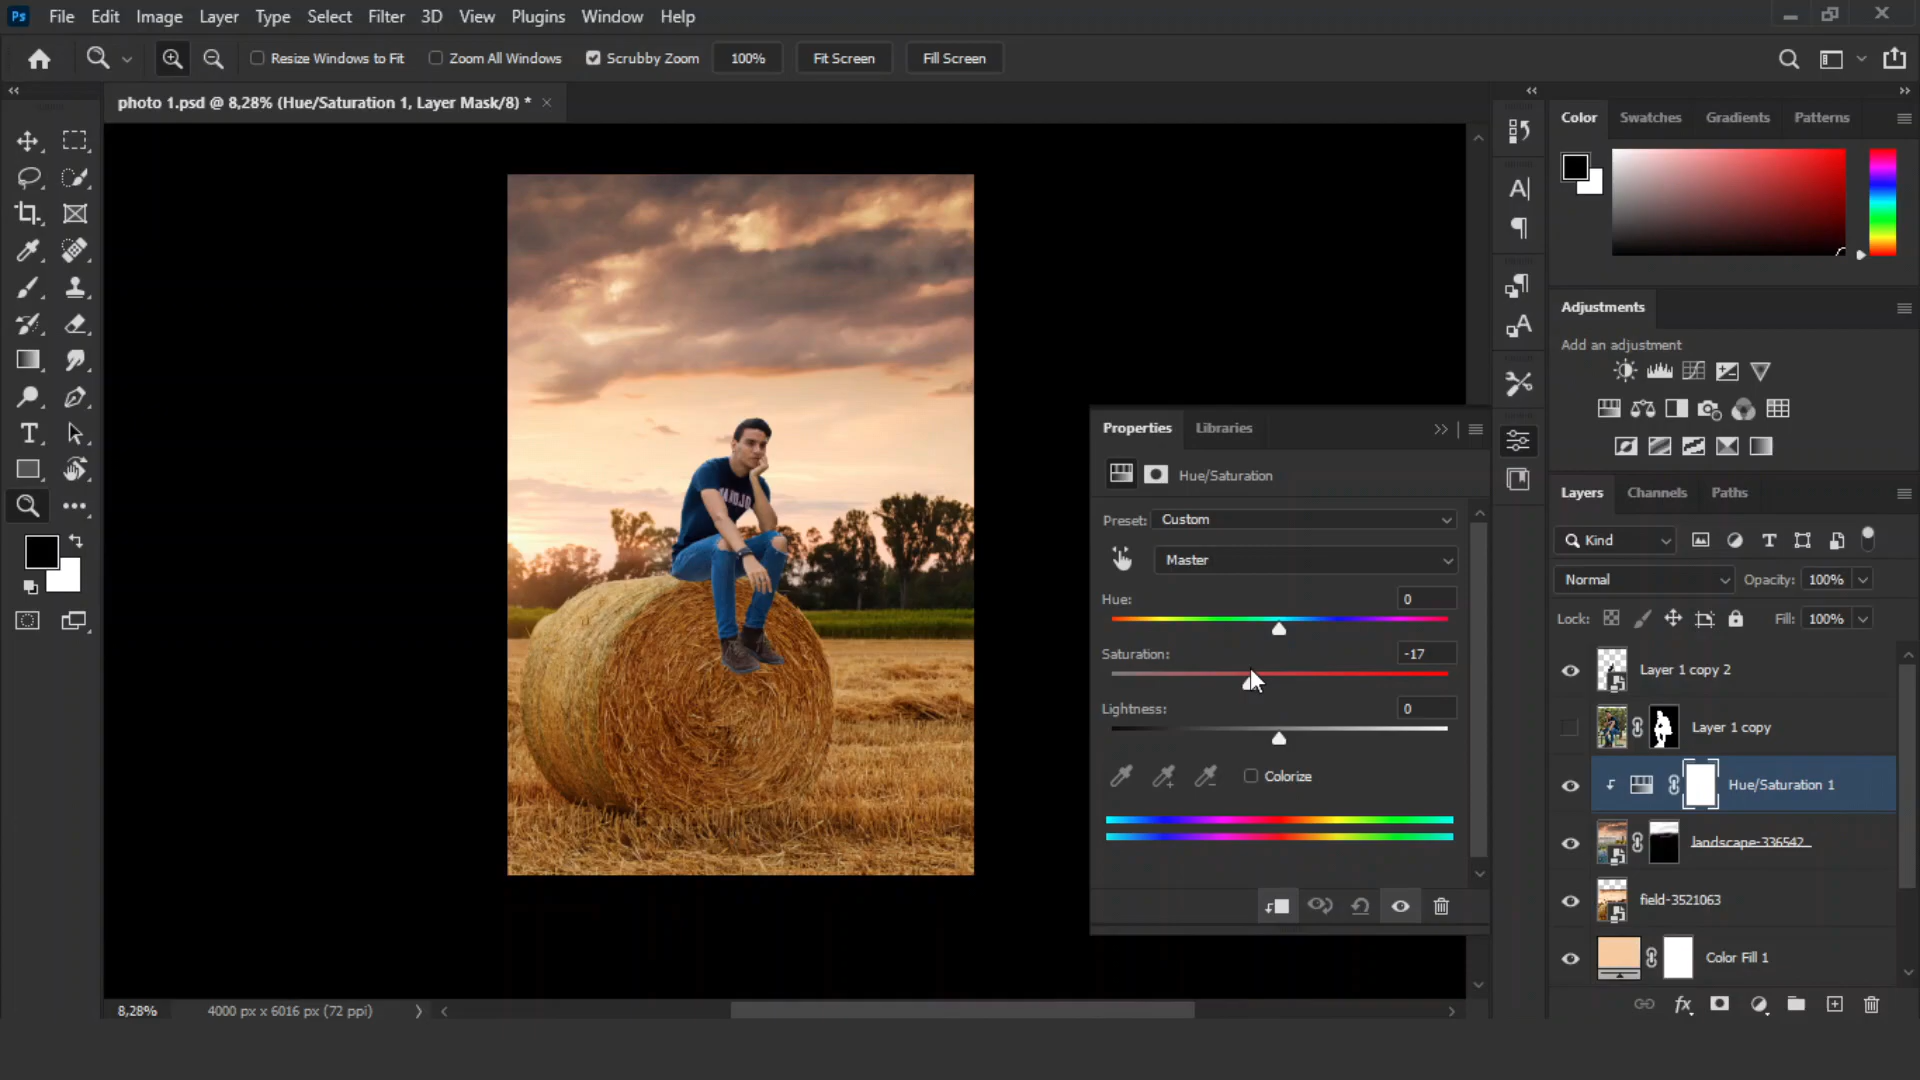 Ps File Edit Image Layer Type Select Filter 3D View Plugins Window Help
Resize Windows to Fit Zoom All Windows Scrubby Zoom 100% Fit Screen Fill Screen
photo 1.psd @ 8,28% (Hue/Saturation 1, Layer Mask/8) *
Color Swatches Gradients Patterns
Adjustments
Add an adjustment
Properties Libraries
Hue/Saturation
Preset: Custom
Master
Hue: 0
Saturation: -17
Lightness: 0
Colorize
Layers Channels Paths
Kind
Normal Opacity: 100%
Lock: Fill: 100%
Layer 1 copy 2
Layer 1 copy
Hue/Saturation 1
landscape-336542_
field-3521063
Color Fill 1
fx
8,28% 4000 px x 6016 px (72 ppi)